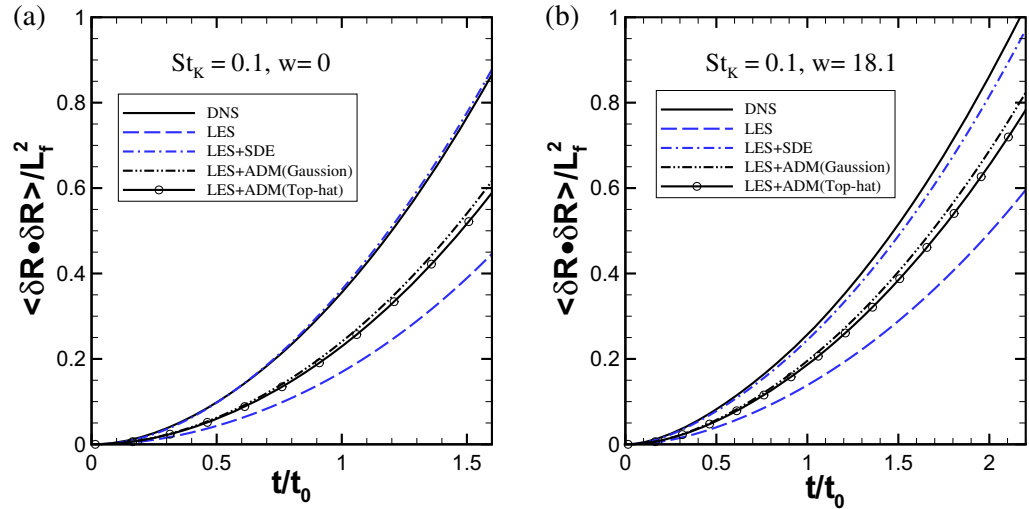 (a)
<δR•δR>/L_f^2
1
0.8
0.6
0.4
0.2
0
St_K = 0.1, w= 0
DNS
LES
LES+SDE
LES+ADM(Gaussion)
LES+ADM(Top-hat)
0 0.5 1 1.5
t/t_0
(b)
<δR•δR>/L_f^2
1
0.8
0.6
0.4
0.2
0
St_K = 0.1, w= 18.1
DNS
LES
LES+SDE
LES+ADM(Gaussion)
LES+ADM(Top-hat)
0 0.5 1 1.5 2
t/t_0